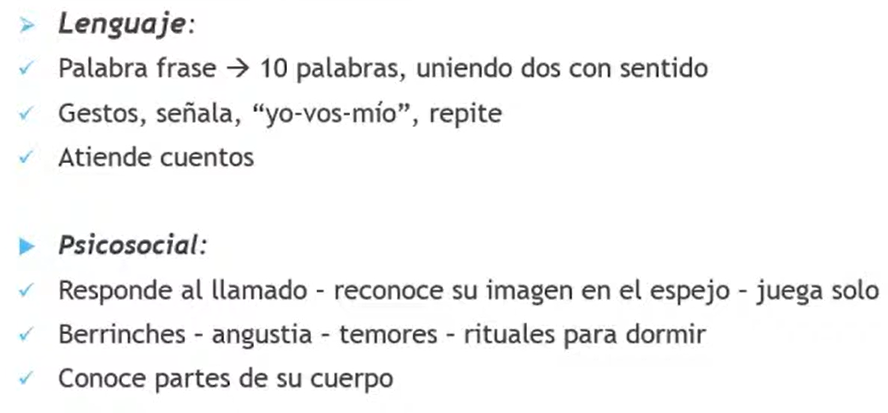 Lenguaje:
Palabra frase → 10 palabras, uniendo dos con sentido
Gestos, señala, “yo-vos-mío”, repite
Atiende cuentos
Psicosocial:
Responde al llamado - reconoce su imagen en el espejo - juega solo
Berrinches - angustia - temores - rituales para dormir
Conoce partes de su cuerpo